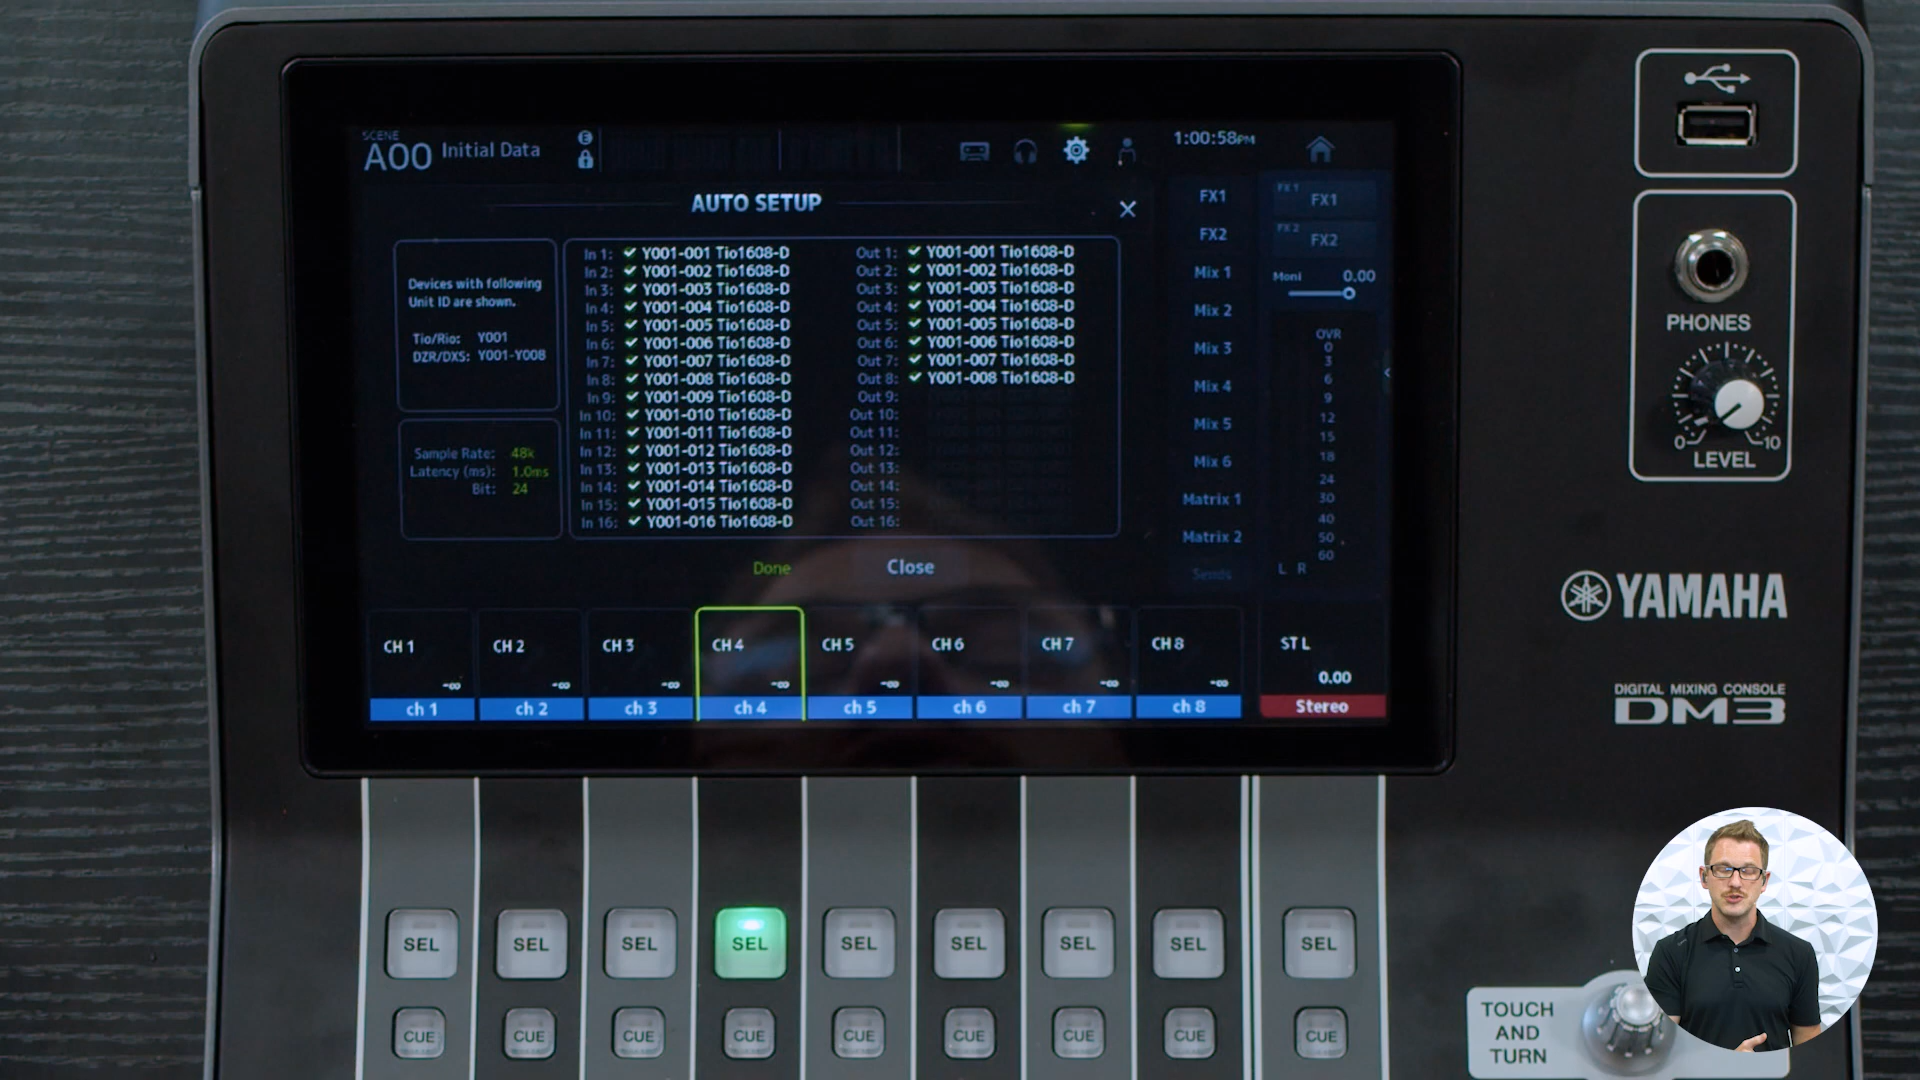 SCENE
A00 Initial Data
E
1:00:58PM
AUTO SETUP
Devices with following
Unit ID are shown.
Tio/Rio: Y001
DZR/DXS: Y001-Y008
Sample Rate: 48k
Latency (ms): 1.0ms
Bit: 24
In 1: Y001-001 Tio1608-D
In 2: Y001-002 Tio1608-D
In 3: Y001-003 Tio1608-D
In 4: Y001-004 Tio1608-D
In 5: Y001-005 Tio1608-D
In 6: Y001-006 Tio1608-D
In 7: Y001-007 Tio1608-D
In 8: Y001-008 Tio1608-D
In 9: Y001-009 Tio1608-D
In 10: Y001-010 Tio1608-D
In 11: Y001-011 Tio1608-D
In 12: Y001-012 Tio1608-D
In 13: Y001-013 Tio1608-D
In 14: Y001-014 Tio1608-D
In 15: Y001-015 Tio1608-D
In 16: Y001-016 Tio1608-D
Out 1: Y001-001 Tio1608-D
Out 2: Y001-002 Tio1608-D
Out 3: Y001-003 Tio1608-D
Out 4: Y001-004 Tio1608-D
Out 5: Y001-005 Tio1608-D
Out 6: Y001-006 Tio1608-D
Out 7: Y001-007 Tio1608-D
Out 8: Y001-008 Tio1608-D
Out 9:
Out 10:
Out 11:
Out 12:
Out 13:
Out 14:
Out 15:
Out 16:
Done
Close
FX1
FX2
Mix 1
Mix 2
Mix 3
Mix 4
Mix 5
Mix 6
Matrix 1
Matrix 2
Sends
FX 1
FX1
FX 2
FX2
Moni 0.00
OVR
0
3
6
9
12
15
18
24
30
40
50
60
L R
CH 1
-∞
ch 1
CH 2
-∞
ch 2
CH 3
-∞
ch 3
CH 4
-∞
ch 4
CH 5
-∞
ch 5
CH 6
-∞
ch 6
CH 7
-∞
ch 7
CH 8
-∞
ch 8
ST L
0.00
Stereo
PHONES
0 10
LEVEL
YAMAHA
DIGITAL MIXING CONSOLE
DM3
SEL SEL SEL SEL SEL SEL SEL SEL SEL
CUE CUE CUE CUE CUE CUE CUE CUE CUE
TOUCH
AND
TURN